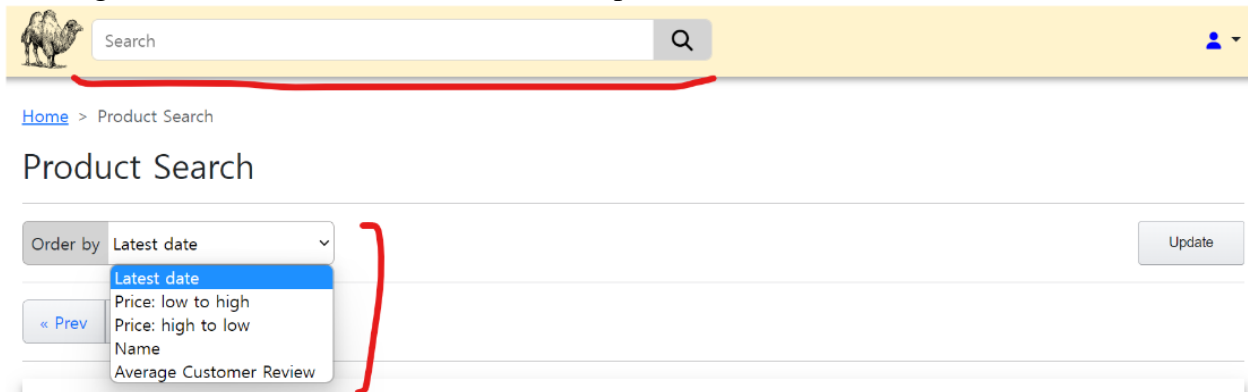 Search
Home > Product Search
Product Search
Order by Latest date
Update
Latest date
Price: low to high
Price: high to low
Name
Average Customer Review
« Prev